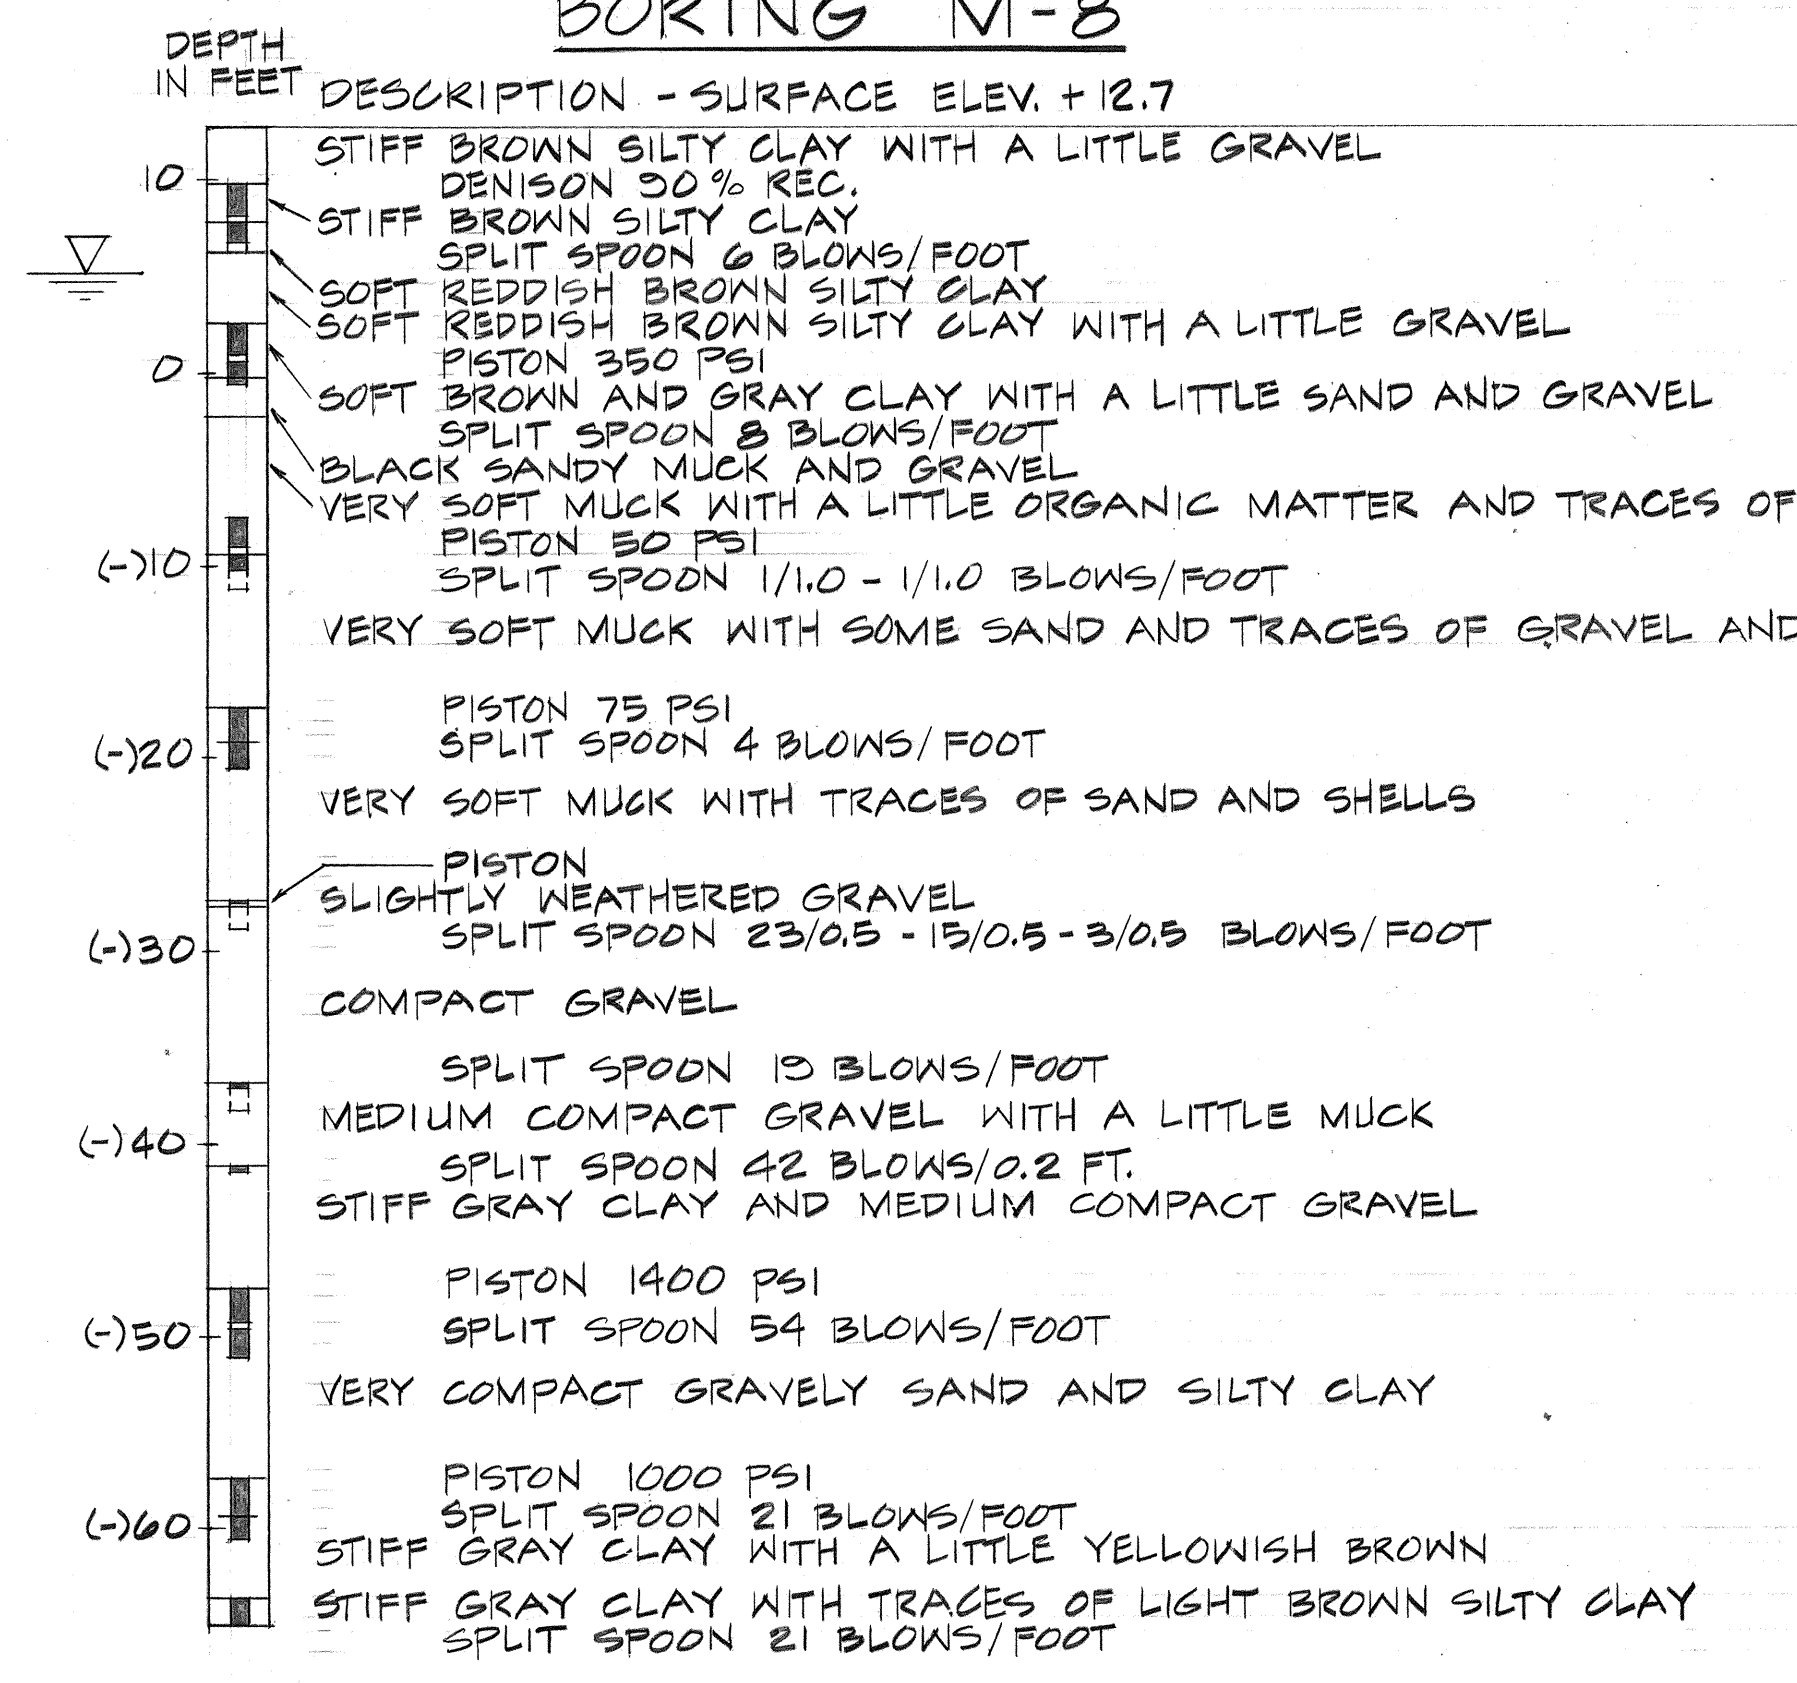 BORING M-8
DEPTH
IN FEET
DESCRIPTION - SURFACE ELEV. +12.7
STIFF BROWN SILTY CLAY WITH A LITTLE GRAVEL
10
DENISON 90% REC.
STIFF BROWN SILTY CLAY
SPLIT SPOON 6 BLOWS/FOOT
SOFT REDDISH BROWN SILTY CLAY
SOFT REDDISH BROWN SILTY CLAY WITH A LITTLE GRAVEL
PISTON 350 PSI
0
SOFT BROWN AND GRAY CLAY WITH A LITTLE SAND AND GRAVEL
SPLIT SPOON 8 BLOWS/FOOT
BLACK SANDY MUCK AND GRAVEL
VERY SOFT MUCK WITH A LITTLE ORGANIC MATTER AND TRACES OF
PISTON 50 PSI
(-)10
SPLIT SPOON 1/1.0 - 1/1.0 BLOWS/FOOT
VERY SOFT MUCK WITH SOME SAND AND TRACES OF GRAVEL AND
PISTON 75 PSI
SPLIT SPOON 4 BLOWS/FOOT
(-)20
VERY SOFT MUCK WITH TRACES OF SAND AND SHELLS
PISTON
SLIGHTLY WEATHERED GRAVEL
SPLIT SPOON 23/0.5 - 15/0.5 - 3/0.5 BLOWS/FOOT
(-)30
COMPACT GRAVEL
SPLIT SPOON 19 BLOWS/FOOT
MEDIUM COMPACT GRAVEL WITH A LITTLE MUCK
(-)40
SPLIT SPOON 42 BLOWS/0.2 FT.
STIFF GRAY CLAY AND MEDIUM COMPACT GRAVEL
PISTON 1400 PSI
(-)50
SPLIT SPOON 54 BLOWS/FOOT
VERY COMPACT GRAVELY SAND AND SILTY CLAY
PISTON 1000 PSI
SPLIT SPOON 21 BLOWS/FOOT
(-)60
STIFF GRAY CLAY WITH A LITTLE YELLOWISH BROWN
STIFF GRAY CLAY WITH TRACES OF LIGHT BROWN SILTY CLAY
SPLIT SPOON 21 BLOWS/FOOT